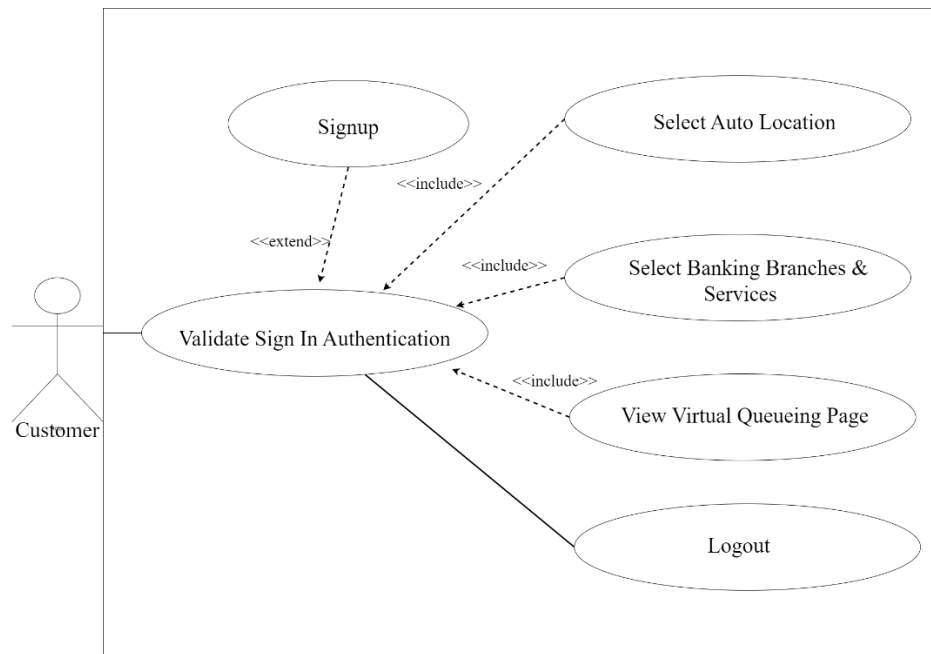 Signup
Select Auto Location
<<include>>
<<extend>>
<<include>>
Select Banking Branches &
Services
Validate Sign In Authentication
<<include>>
View Virtual Queueing Page
Customer
Logout